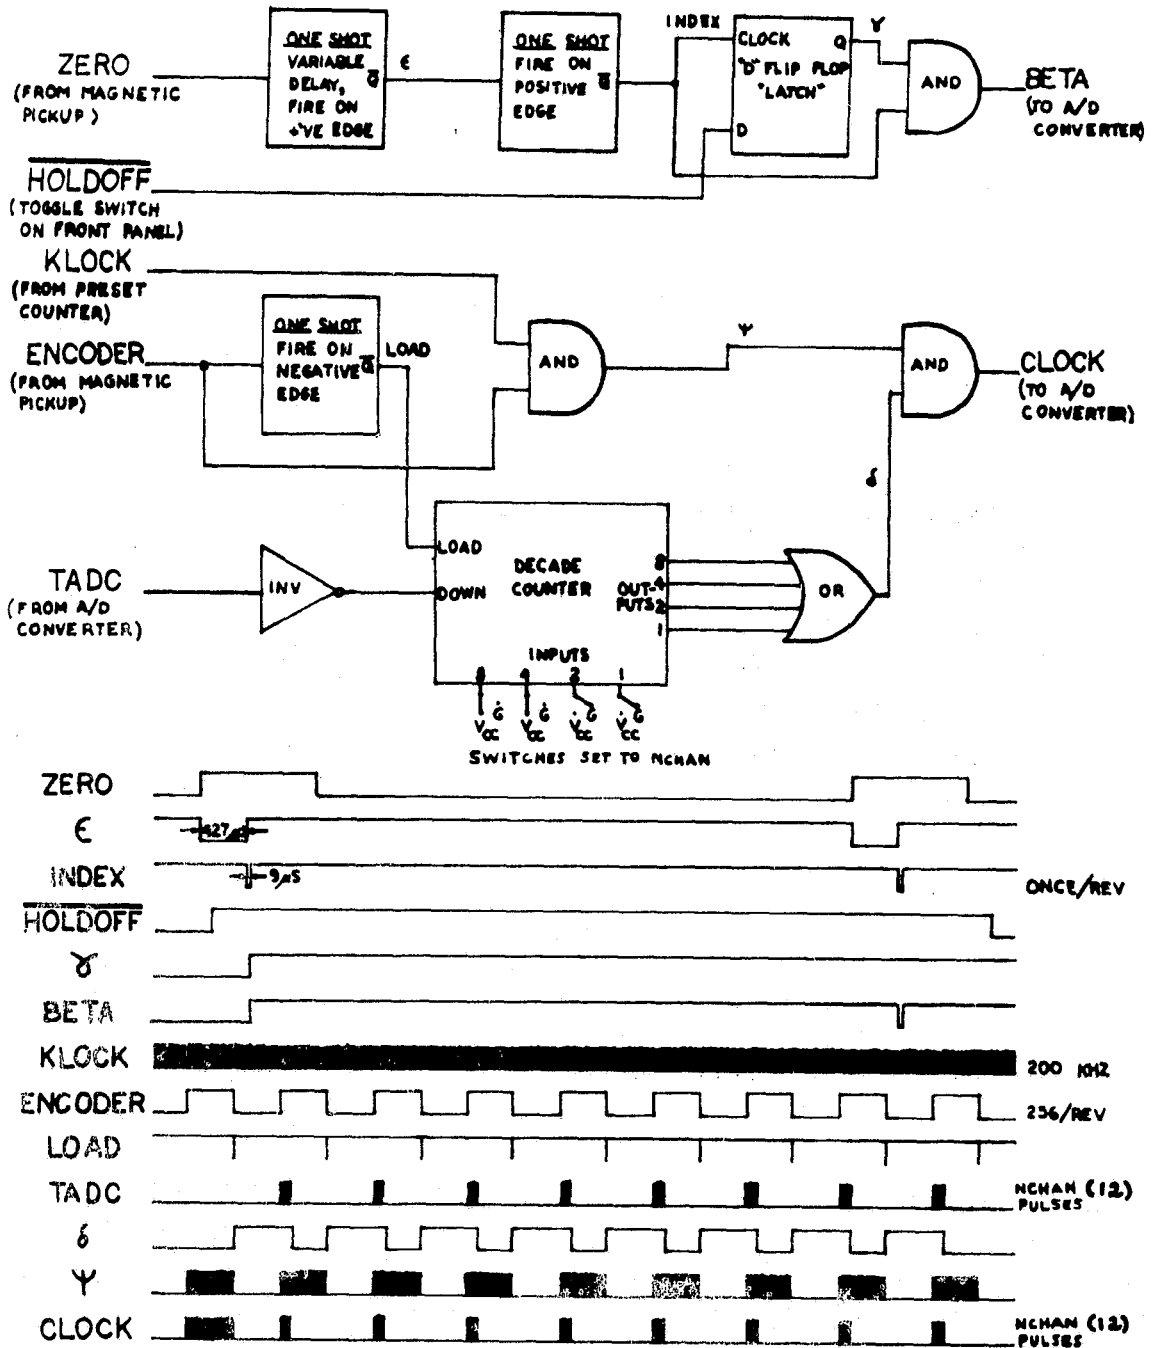 ZERO
(FROM MAGNETIC
PICKUP)
ONE SHOT
VARIABLE
DELAY, Q̅
FIRE ON
+'VE EDGE
ϵ
ONE SHOT
FIRE ON
POSITIVE Q̅
EDGE
INDEX
CLOCK Q
"D" FLIP FLOP
"LATCH"
D
γ
AND
BETA
(TO A/D
CONVERTER)
HOLDOFF
(TOGGLE SWITCH
ON FRONT PANEL)
KLOCK
(FROM PRESET
COUNTER)
ENCODER
(FROM MAGNETIC
PICKUP)
ONE SHOT
FIRE ON
NEGATIVE Q̅
EDGE
LOAD
AND
Ψ
AND
CLOCK
(TO A/D
CONVERTER)
δ
TADC
(FROM A/D
CONVERTER)
INV
LOAD
DOWN
DECADE
COUNTER
OUT-
PUTS
8
4
2
1
OR
INPUTS
8 4 2 1
G G G G
VCC VCC VCC VCC
SWITCHES SET TO NCHAN
ZERO
ϵ
INDEX 9μS ONCE/REV
HOLDOFF
γ
BETA
KLOCK 200 KHZ
ENCODER 256/REV
LOAD
TADC NCHAN (12)
PULSES
δ
Ψ
CLOCK NCHAN (12)
PULSES